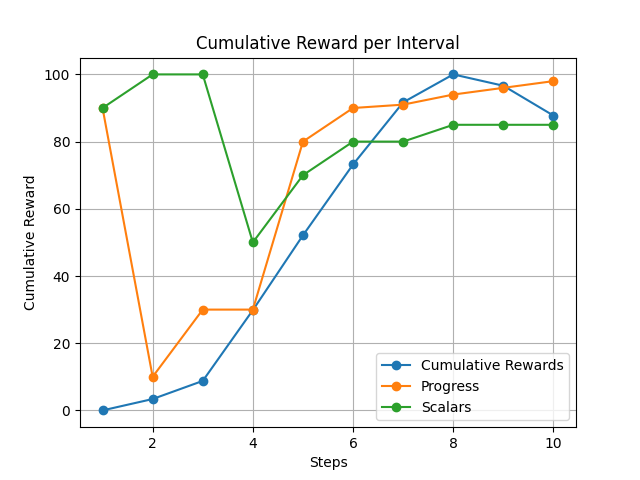 Cumulative Reward per Interval
Cumulative Reward
100
80
60
40
20
0
2
4
6
8
10
Steps
Cumulative Rewards
Progress
Scalars